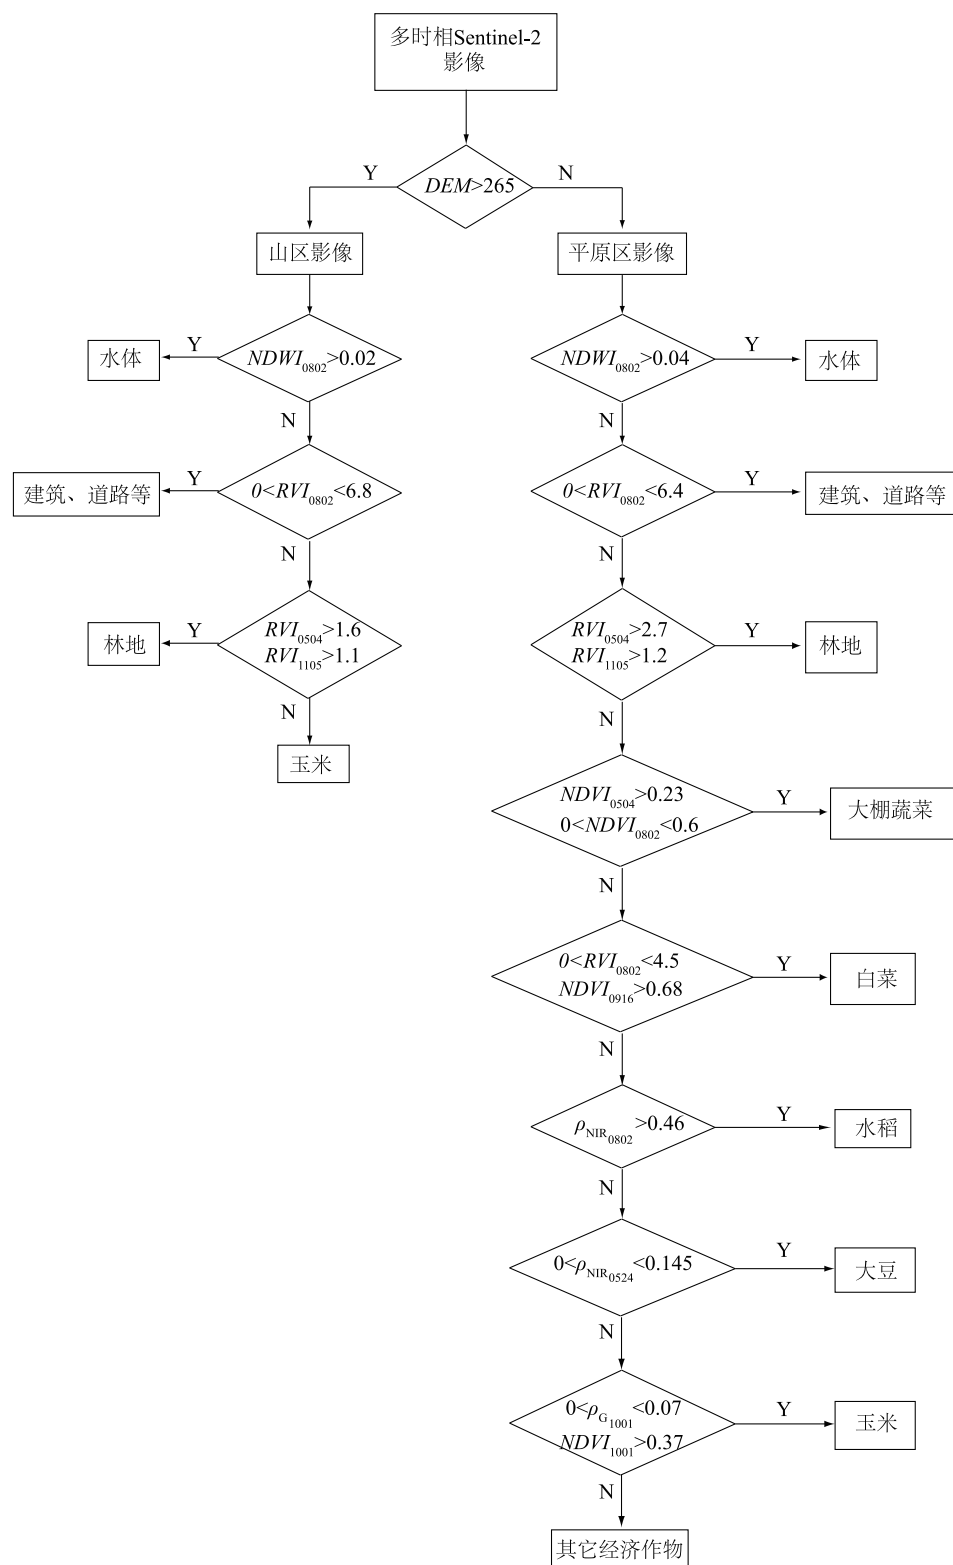 多时相Sentinel-2
影像
Y
DEM>265
N
山区影像
平原区影像
水体
Y
NDWI0802>0.02
NDWI0802>0.04
Y
水体
N
N
建筑、道路等
Y
0<RVI0802<6.8
0<RVI0802<6.4
Y
建筑、道路等
N
N
林地
Y
RVI0504>1.6
RVI1105>1.1
RVI0504>2.7
RVI1105>1.2
Y
林地
N
N
玉米
NDVI0504>0.23
0<NDVI0802<0.6
Y
大棚蔬菜
N
0<RVI0802<4.5
NDVI0916>0.68
Y
白菜
N
ρNIR0802>0.46
Y
水稻
N
0<ρNIR0524<0.145
Y
大豆
N
0<ρG1001<0.07
NDVI1001>0.37
Y
玉米
N
其它经济作物